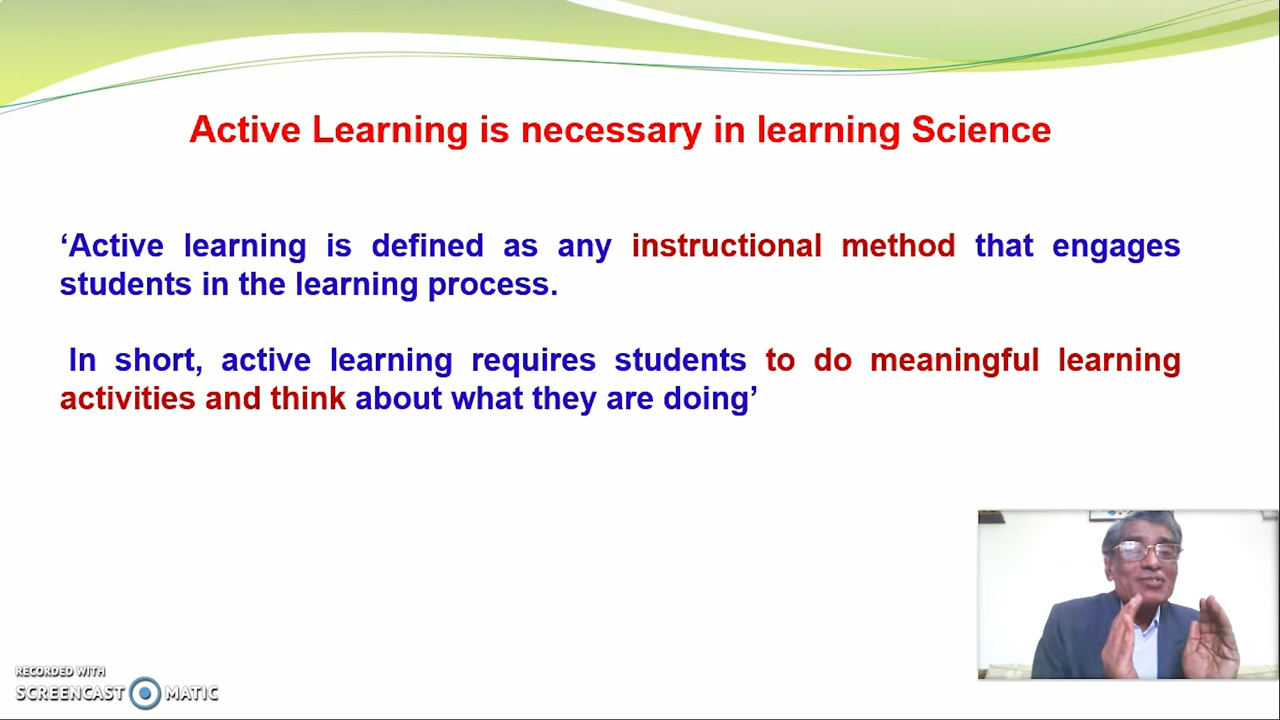 Active Learning is necessary in learning Science
‘Active learning is defined as any instructional method that engages
students in the learning process.
In short, active learning requires students to do meaningful learning
activities and think about what they are doing’
RECORDED WITH
SCREENCAST MATIC